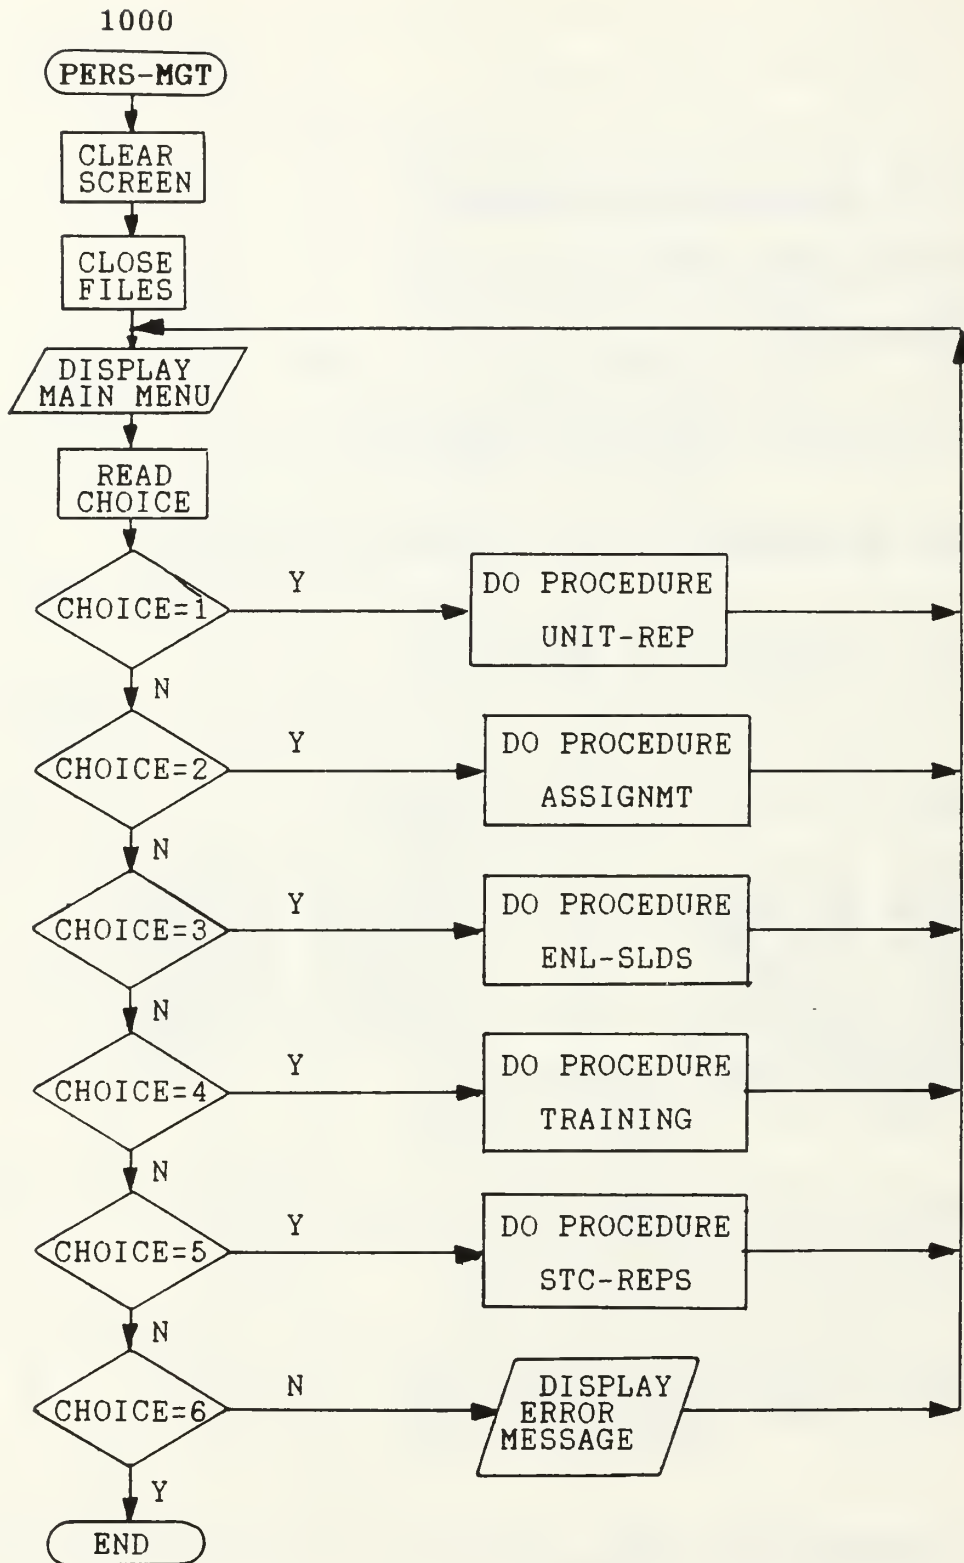 1000
PERS-MGT
CLEAR
SCREEN
CLOSE
FILES
DISPLAY
MAIN MENU
READ
CHOICE
CHOICE=1
Y
DO PROCEDURE
UNIT-REP
N
CHOICE=2
Y
DO PROCEDURE
ASSIGNMT
N
CHOICE=3
Y
DO PROCEDURE
ENL-SLDS
N
CHOICE=4
Y
DO PROCEDURE
TRAINING
N
CHOICE=5
Y
DO PROCEDURE
STC-REPS
N
CHOICE=6
N
DISPLAY
ERROR
MESSAGE
Y
END